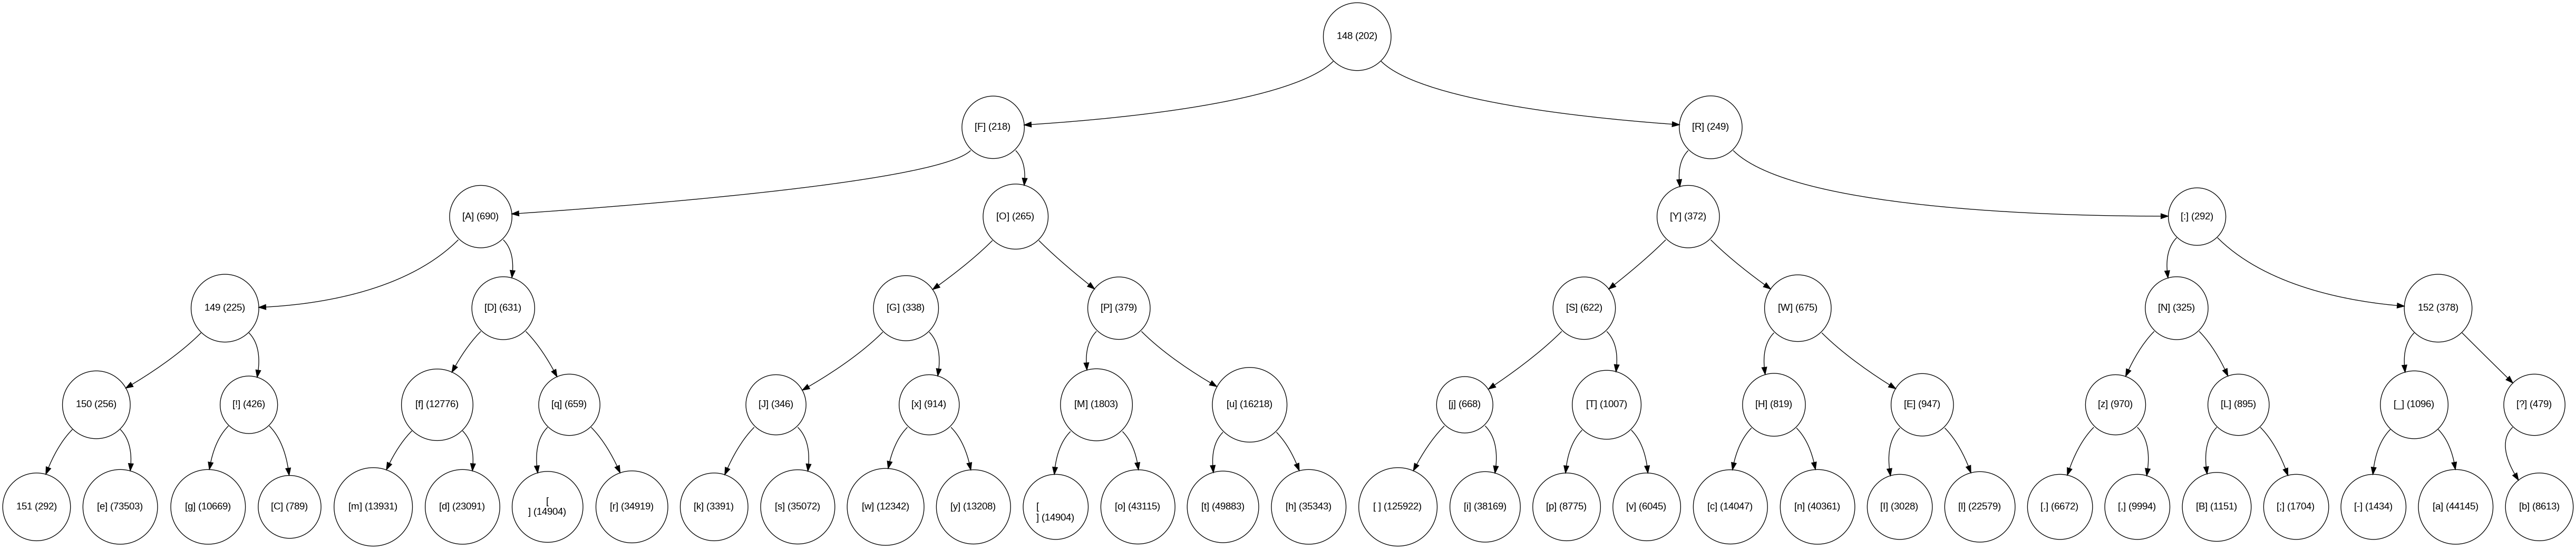 148 (202)
[F] (218)
[R] (249)
[A] (690)
[O] (265)
[Y] (372)
[:] (292)
149 (225)
[D] (631)
[G] (338)
[P] (379)
[S] (622)
[W] (675)
[N] (325)
152 (378)
150 (256)
[!] (426)
[f] (12776)
[q] (659)
[J] (346)
[x] (914)
[M] (1803)
[u] (16218)
[j] (668)
[T] (1007)
[H] (819)
[E] (947)
[z] (970)
[L] (895)
[_] (1096)
[?] (479)
151 (292)
[e] (73503)
[g] (10669)
[C] (789)
[m] (13931)
[d] (23091)
[
] (14904)
[r] (34919)
[k] (3391)
[s] (35072)
[w] (12342)
[y] (13208)
[
] (14904)
[o] (43115)
[t] (49883)
[h] (35343)
[ ] (125922)
[i] (38169)
[p] (8775)
[v] (6045)
[c] (14047)
[n] (40361)
[I] (3028)
[l] (22579)
[.] (6672)
[,] (9994)
[B] (1151)
[;] (1704)
[-] (1434)
[a] (44145)
[b] (8613)